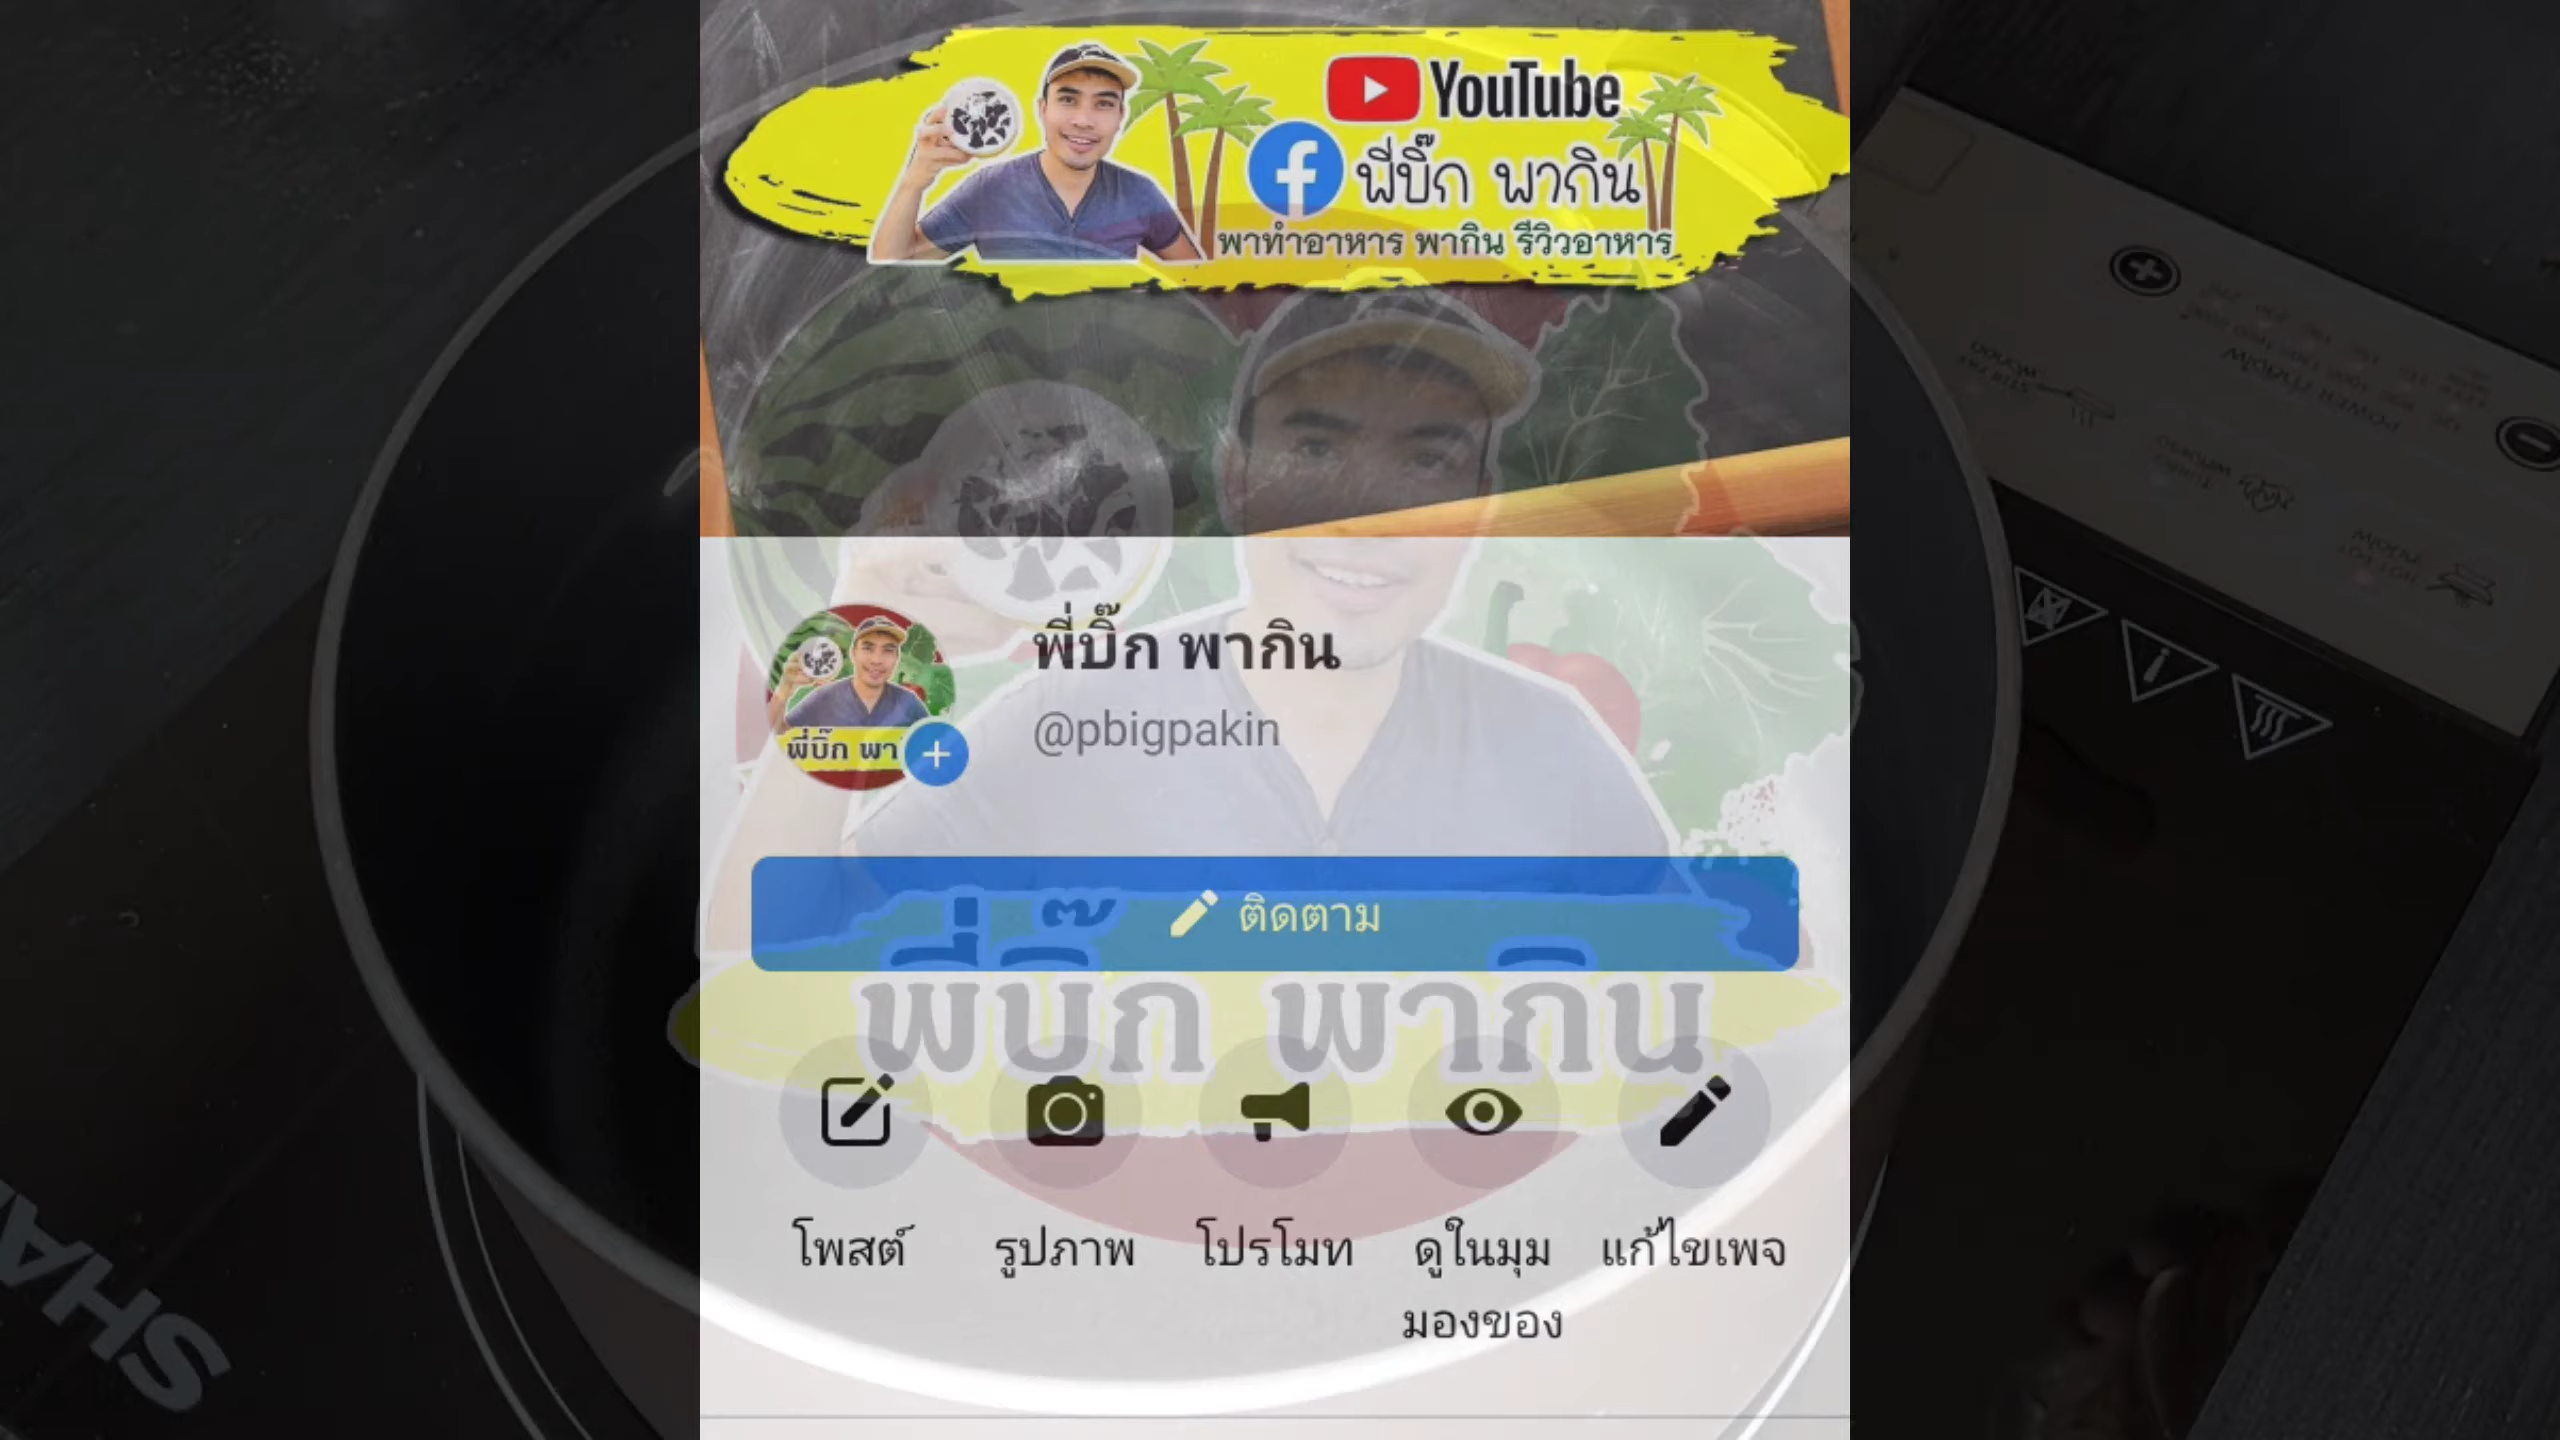 YouTube
พี่บิ๊ก พากิน
พาทำอาหาร พากิน รีวิวอาหาร
พี่บิ๊ก พากิน
@pbigpakin
พี่บิ๊ก พา
ติดตาม
พี่บิ๊ก พากิน
โพสต์
รูปภาพ
โปรโมท
ดูในมุม
มองของ
แก้ไขเพจ
SHA